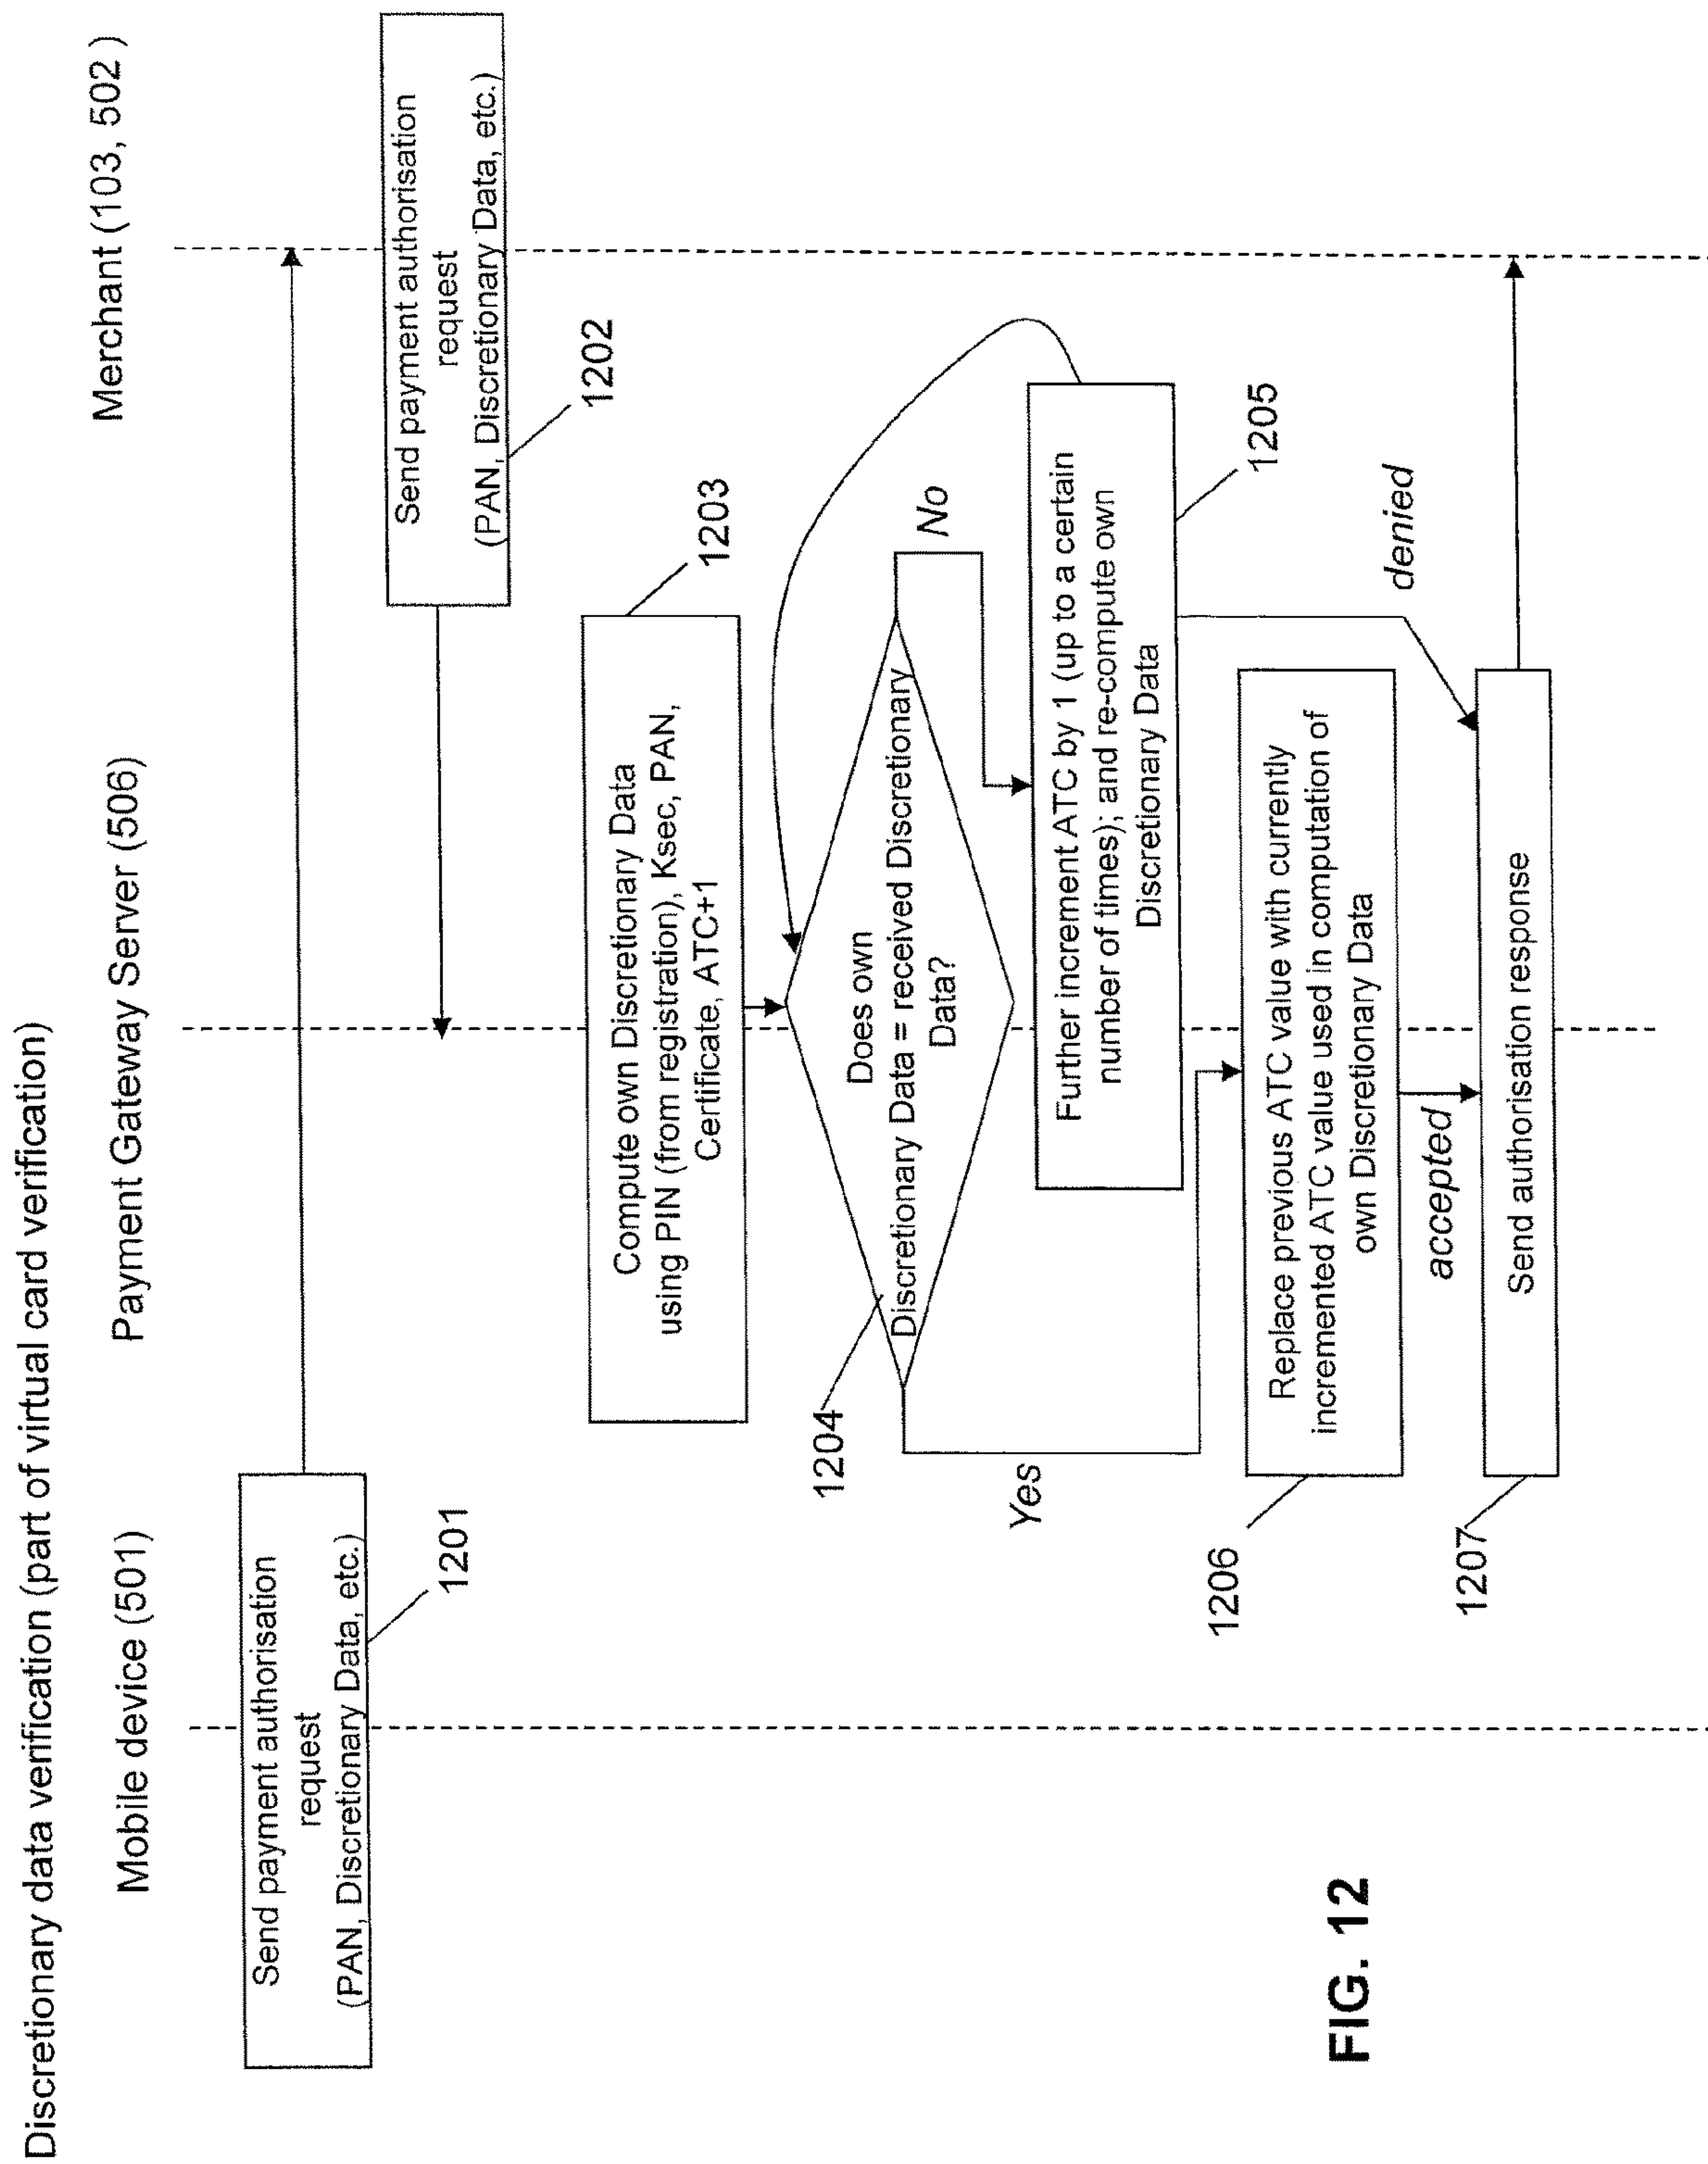 Discretionary data verification (part of virtual card verification)
Mobile device (501)
Payment Gateway Server (506)
Merchant (103, 502 )
Send payment authorisation
request
(PAN, Discretionary Data, etc.)
1201
Send payment authorisation
request
(PAN, Discretionary Data, etc.)
1202
Compute own Discretionary Data
using PIN (from registration), Ksec, PAN,
Certificate, ATC+1
1203
Does own
Discretionary Data = received Discretionary
Data?
1204
Yes
No
Further increment ATC by 1 (up to a certain
number of times); and re-compute own
Discretionary Data
1205
Replace previous ATC value with currently
incremented ATC value used in computation of
own Discretionary Data
1206
accepted
denied
Send authorisation response
1207
FIG. 12